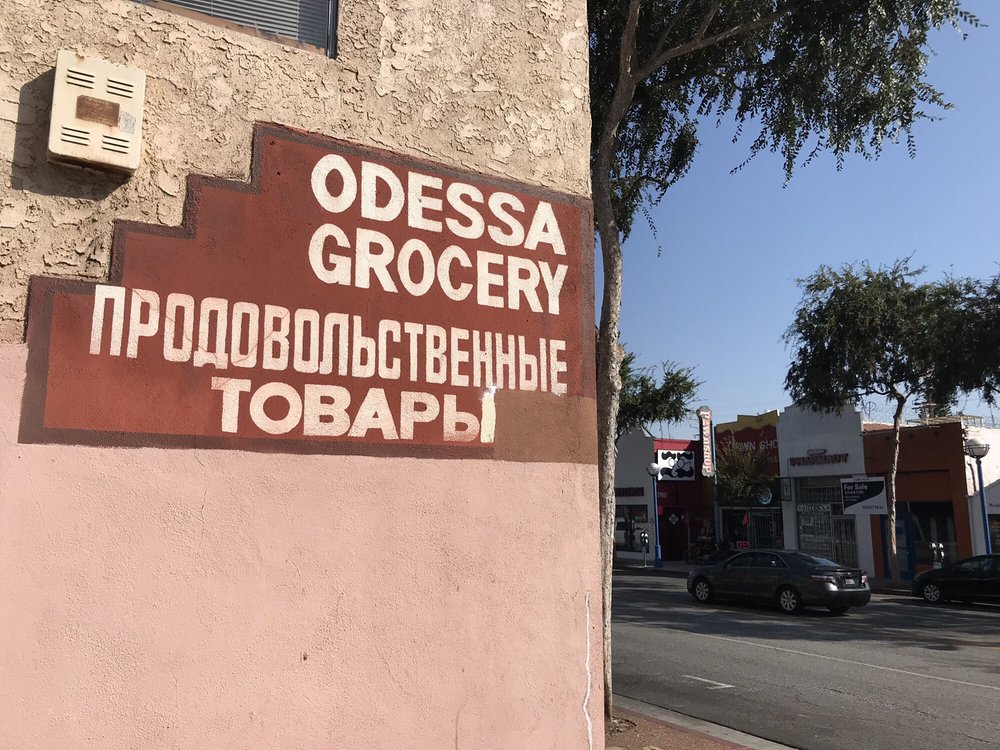 ODESSA
GROCERY
ПРОДОВОЛЬСТВЕННЫЕ
ТОВАРЫ
For Sale